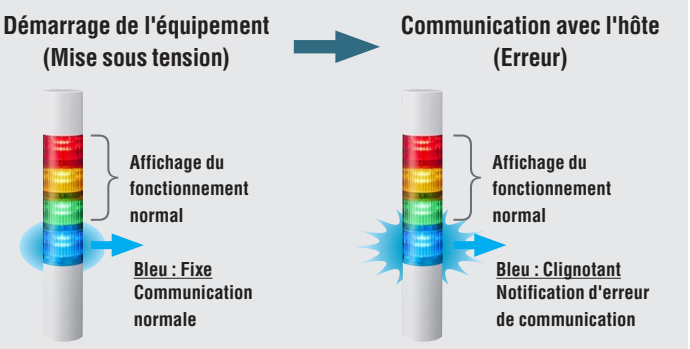 Démarrage de l'équipement
(Mise sous tension)
Affichage du
fonctionnement
normal
Bleu : Fixe
Communication
normale
Communication avec l'hôte
(Erreur)
Affichage du
fonctionnement
normal
Bleu : Clignotant
Notification d'erreur
de communication